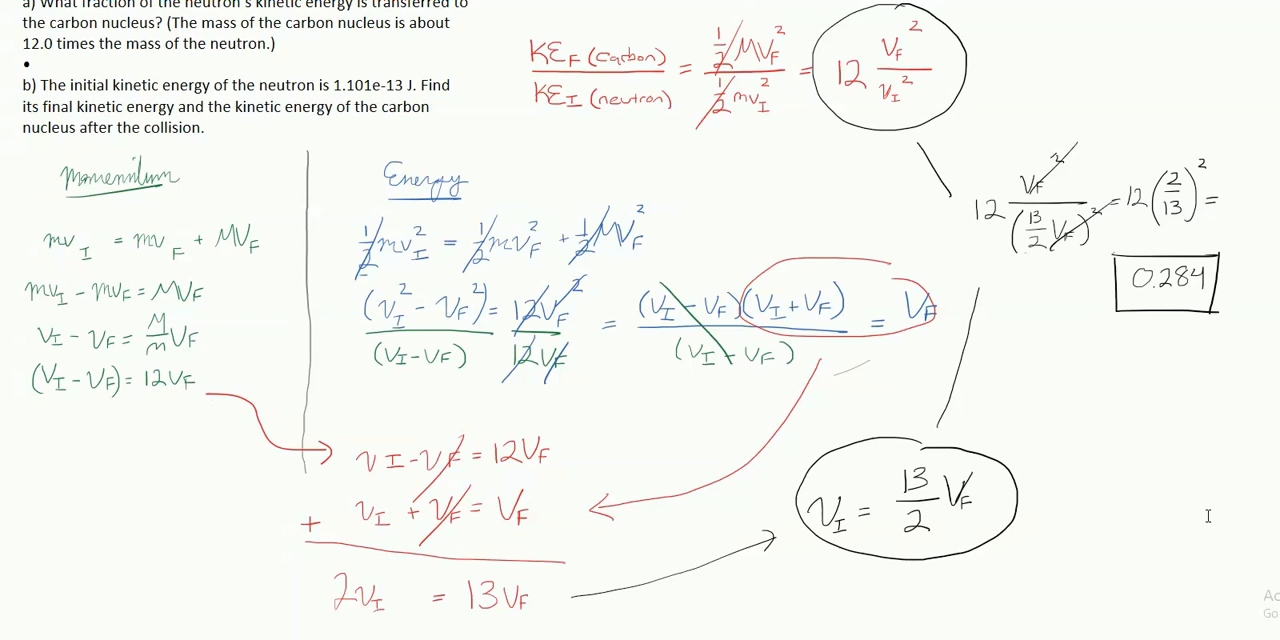 a) What fraction of the neutron's kinetic energy is transferred to
the carbon nucleus? (The mass of the carbon nucleus is about
12.0 times the mass of the neutron.)
•
b) The initial kinetic energy of the neutron is 1.101e-13 J. Find
its final kinetic energy and the kinetic energy of the carbon
nucleus after the collision.
KE_F (carbon) / KE_I (neutron) = ½MV_F² / ½mv_I² = 12 V_F² / v_I²
Momentum
mv_I = mv_F + MV_F
mv_I - mv_F = MV_F
v_I - v_F = M/m V_F
(v_I - v_F) = 12V_F
Energy
½mv_I² = ½mv_F² + ½MV_F²
(v_I² - v_F²) / (v_I - v_F) = 12V_F² / 12V_F = (v_I - v_F)(v_I + v_F) / (v_I - v_F) = V_F
v_I - v_F = 12V_F
+ v_I + v_F = V_F
2v_I = 13V_F
v_I = 13/2 V_F
12 V_F² / (13/2 V_F)² = 12 (2/13)² =
0.284
Go